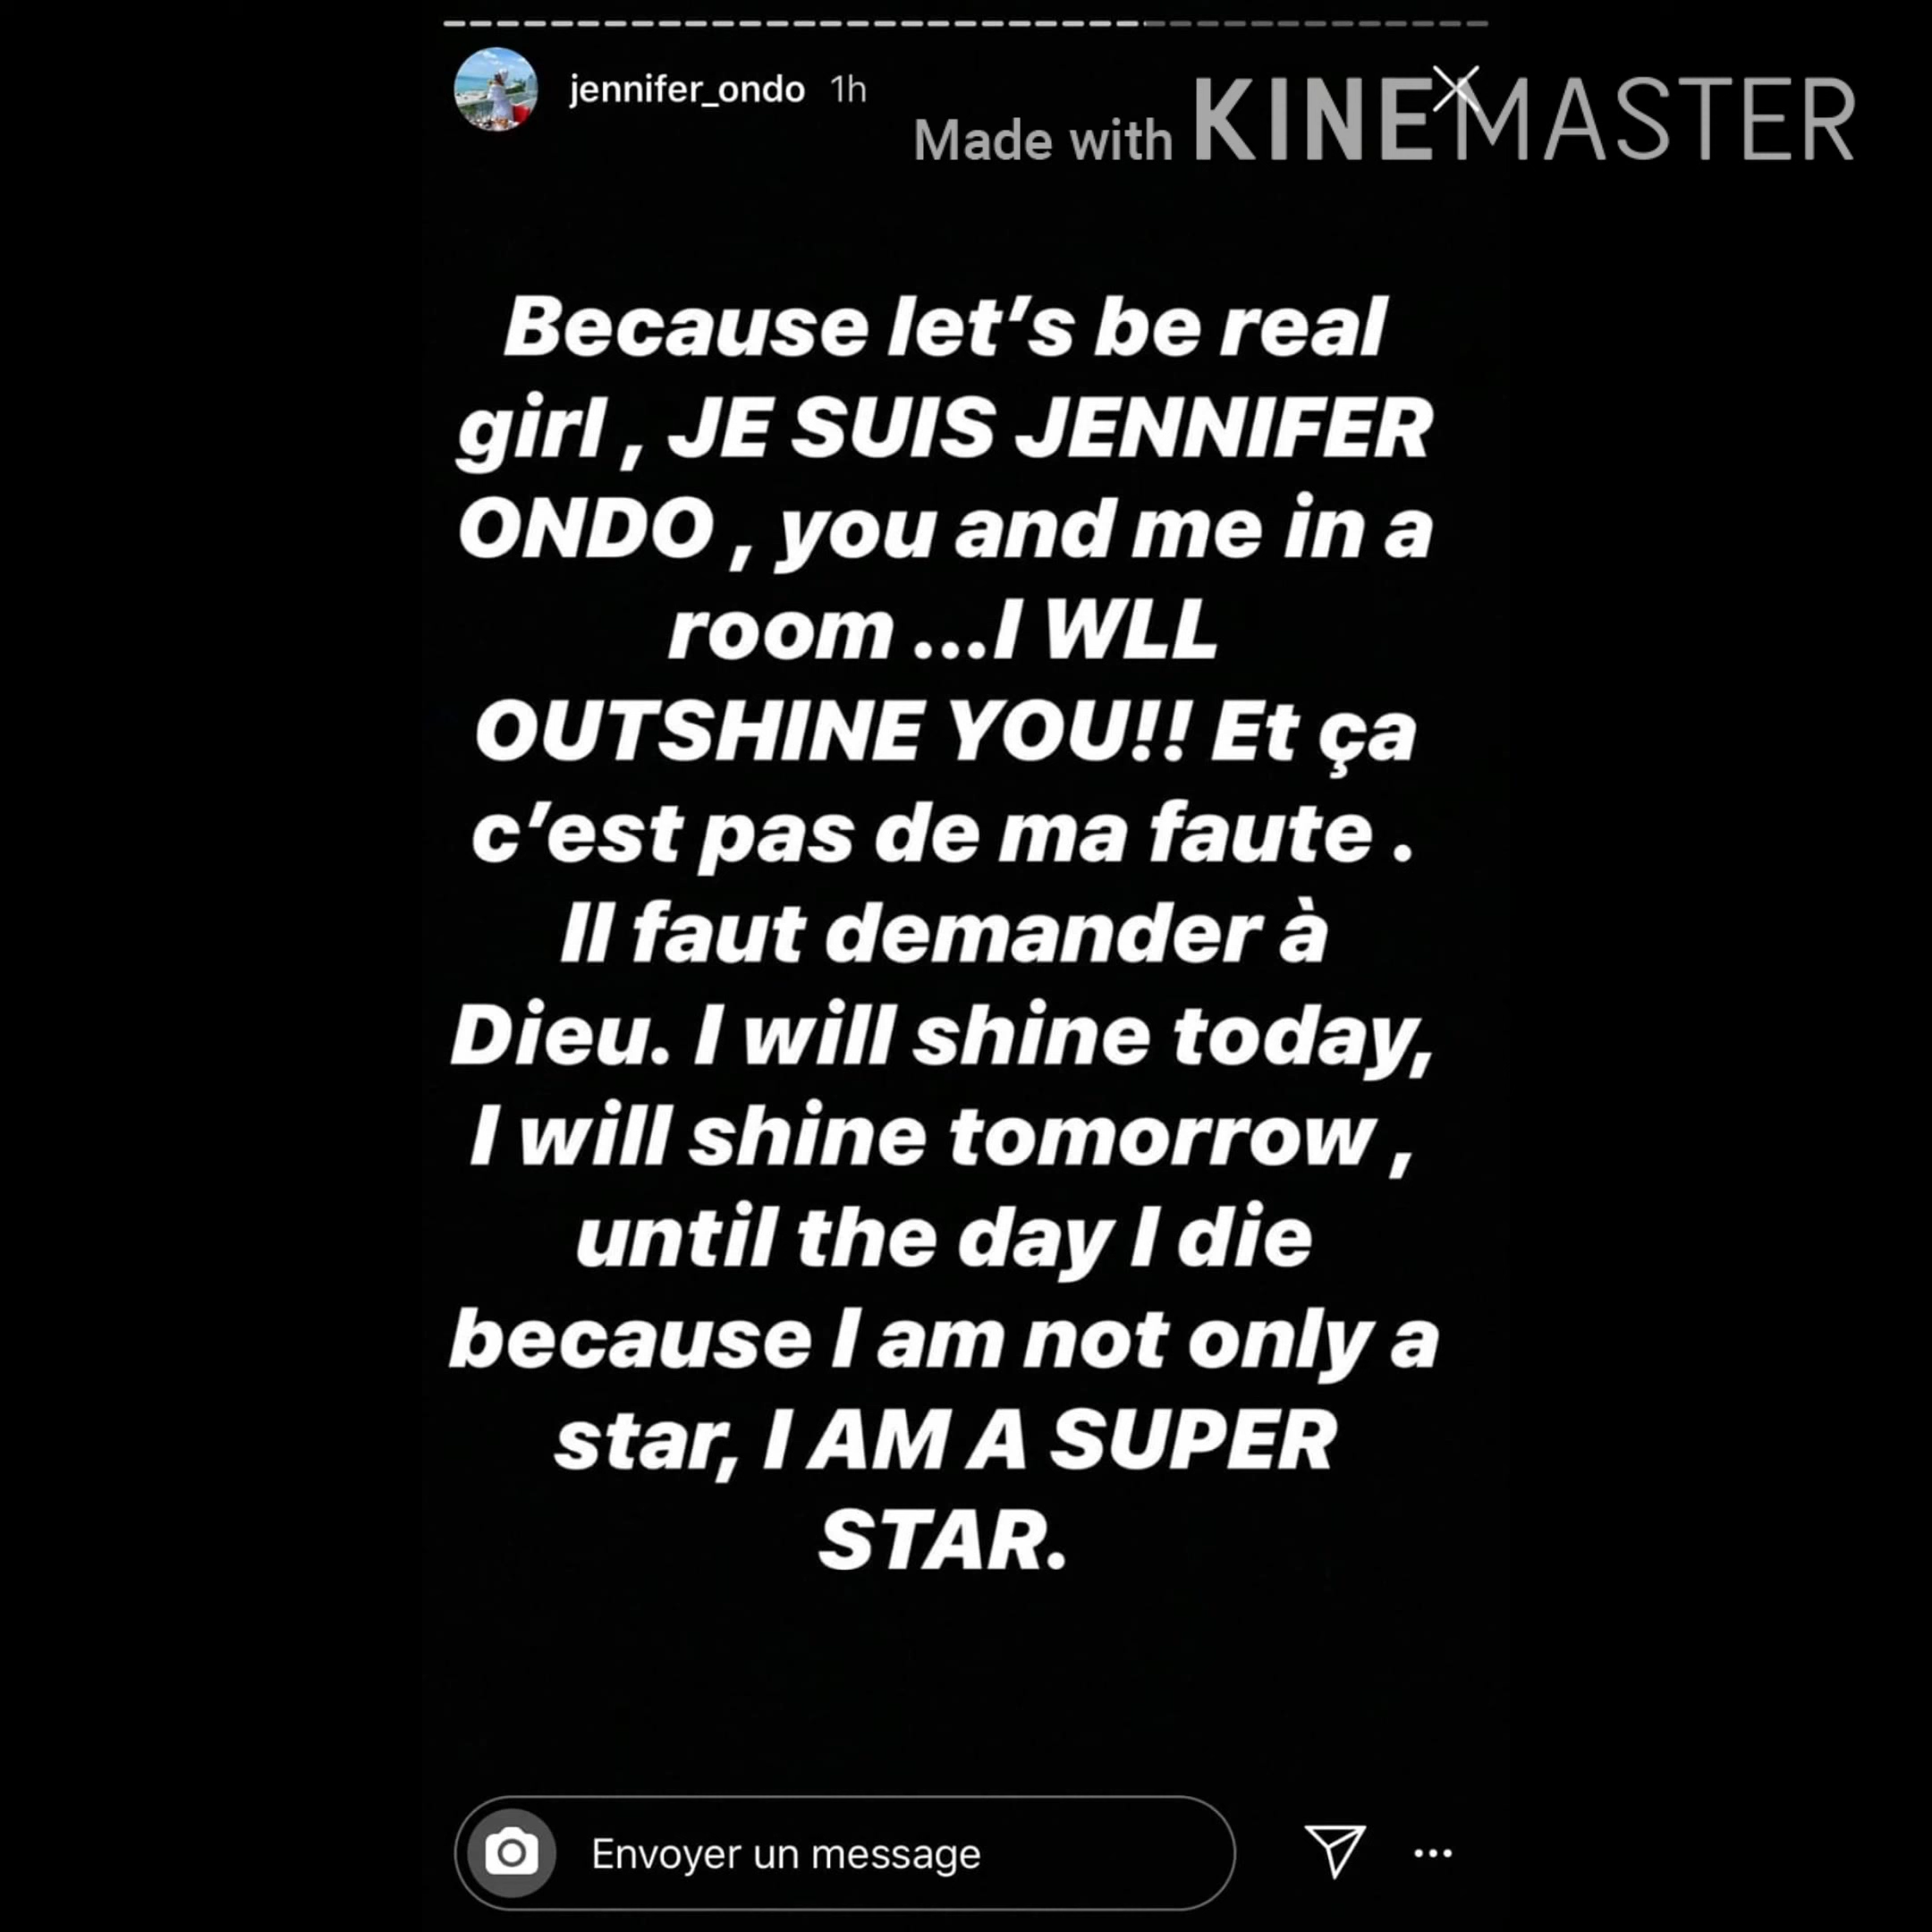 jennifer_ondo 1h
Made with KINEMASTER
Because let’s be real
girl , JE SUIS JENNIFER
ONDO , you and me in a
room ...I WLL
OUTSHINE YOU!! Et ça
c’est pas de ma faute .
Il faut demander à
Dieu. I will shine today,
I will shine tomorrow ,
until the day I die
because I am not only a
star, I AM A SUPER
STAR.
Envoyer un message